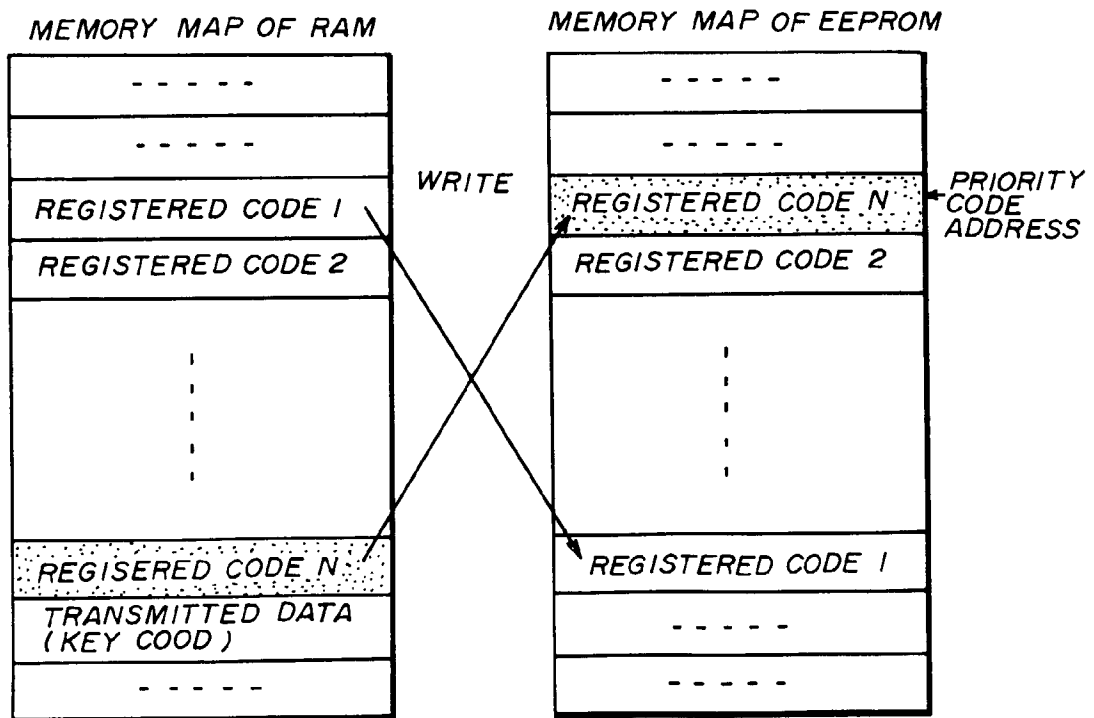 MEMORY MAP OF RAM
- - - - -
- - - - -
REGISTERED CODE 1
REGISTERED CODE 2
REGISERED CODE N
TRANSMITTED DATA
(KEY COOD)
- - - - -
WRITE
MEMORY MAP OF EEPROM
- - - - -
- - - - -
REGISTERED CODE N
REGISTERED CODE 2
REGISTERED CODE 1
- - - - -
- - - - -
PRIORITY
CODE
ADDRESS